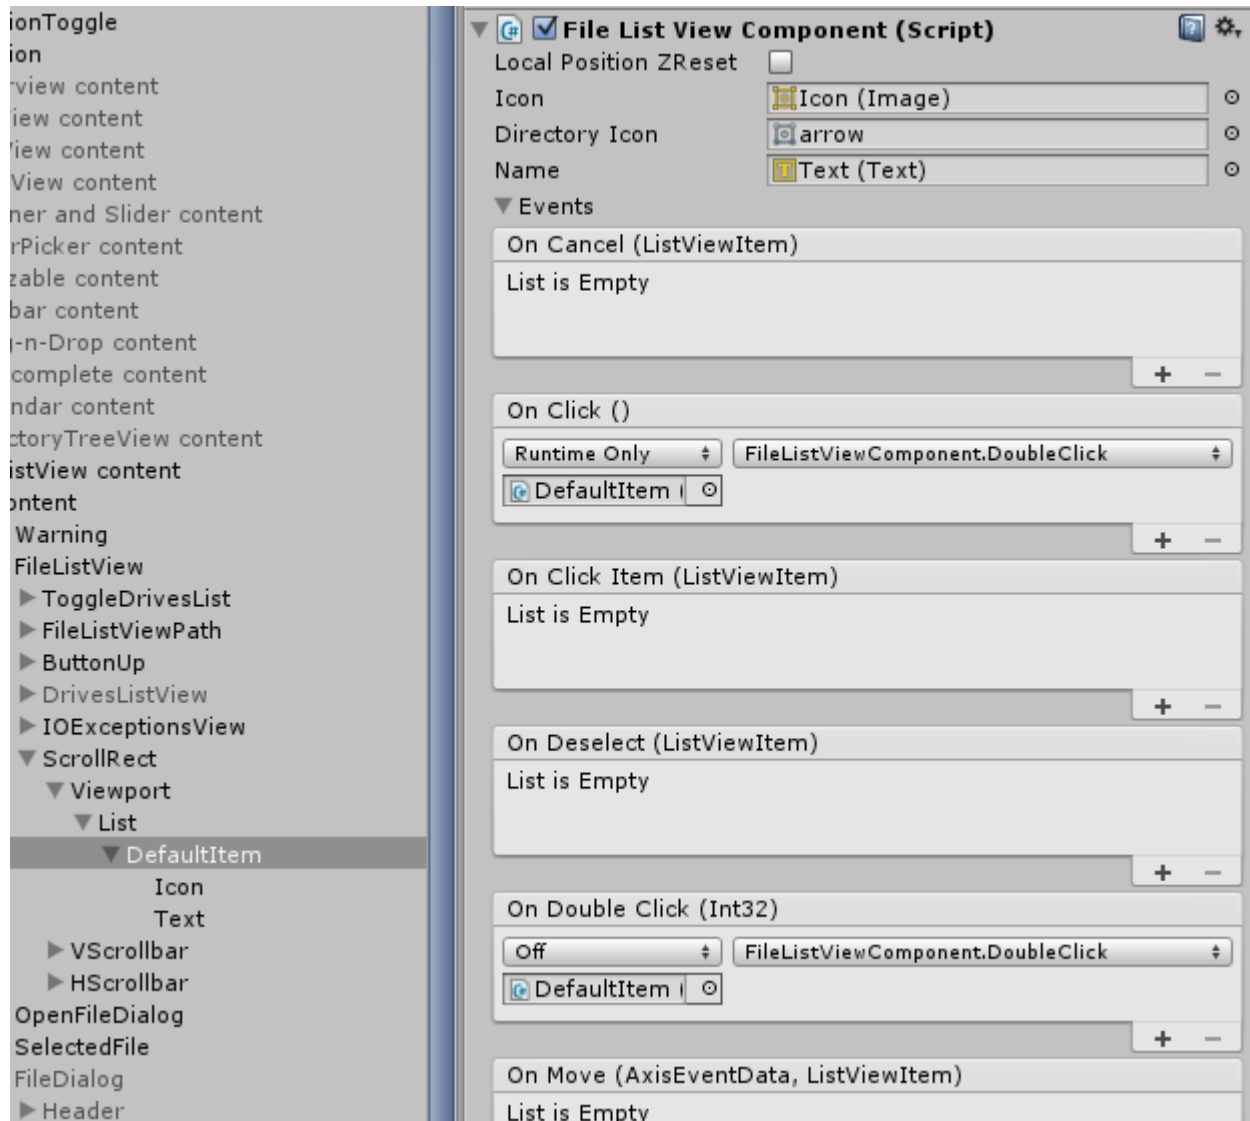 ionToggle
ion
rview content
iew content
iew content
View content
ner and Slider content
rPicker content
zable content
bar content
-n-Drop content
complete content
ndar content
ctoryTreeView content
istView content
ontent
Warning
FileListView
ToggleDrivesList
FileListViewPath
ButtonUp
DrivesListView
IOExceptionsView
ScrollRect
Viewport
List
DefaultItem
Icon
Text
VScrollbar
HScrollbar
OpenFileDialog
SelectedFile
FileDialog
Header
File List View Component (Script)
Local Position ZReset
Icon Icon (Image)
Directory Icon arrow
Name Text (Text)
Events
On Cancel (ListViewItem)
List is Empty
On Click ()
Runtime Only FileListViewComponent.DoubleClick
DefaultItem (
On Click Item (ListViewItem)
List is Empty
On Deselect (ListViewItem)
List is Empty
On Double Click (Int32)
Off FileListViewComponent.DoubleClick
DefaultItem (
On Move (AxisEventData, ListViewItem)
List is Empty